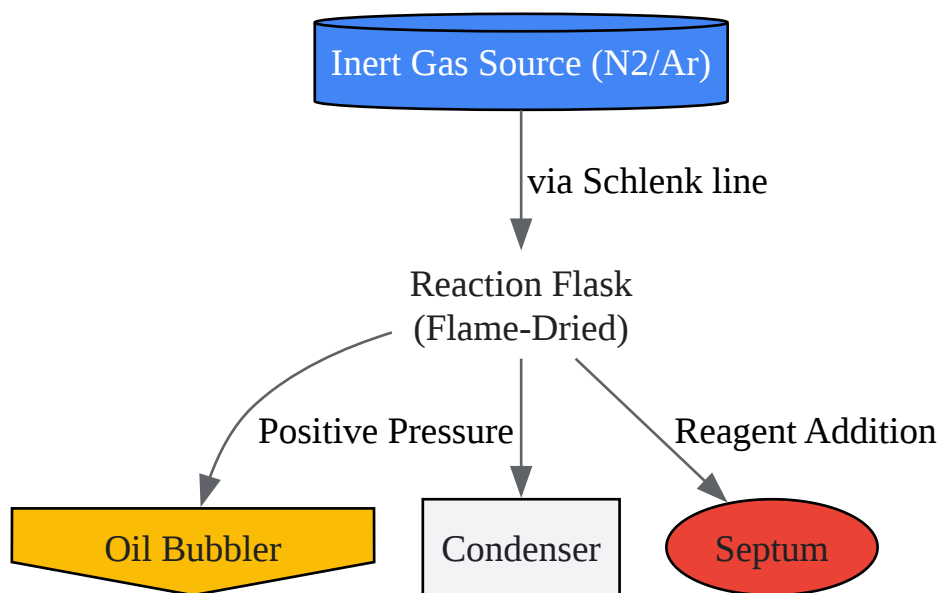 Inert Gas Source (N2/Ar)
via Schlenk line
Reaction Flask
(Flame-Dried)
Positive Pressure
Reagent Addition
Oil Bubbler
Condenser
Septum